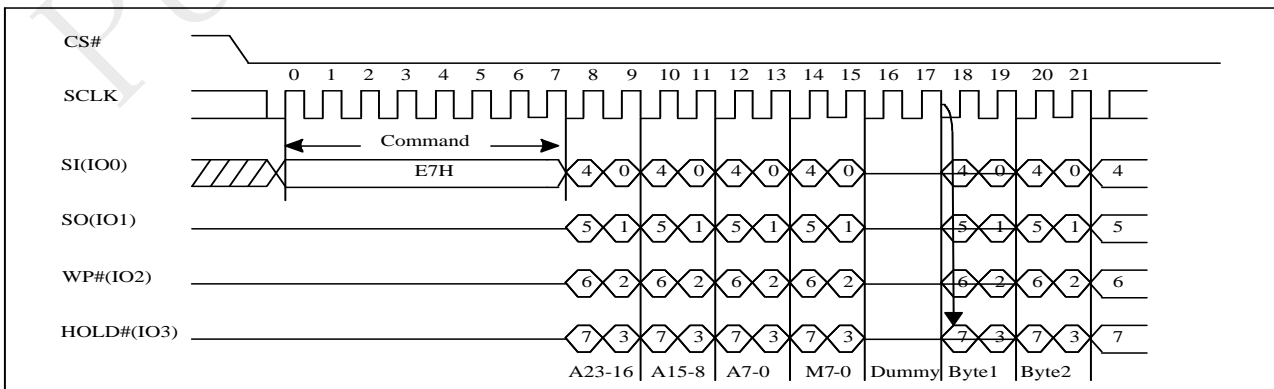 CS#
0 1 2 3 4 5 6 7 8 9 10 11 12 13 14 15 16 17 18 19 20 21
SCLK
Command
SI(IO0) E7H 4 0 4 0 4 0 4 0 4 0 4 0 4
SO(IO1) 5 1 5 1 5 1 5 1 5 1 5 1 5
WP#(IO2) 6 2 6 2 6 2 6 2 6 2 6 2 6
HOLD#(IO3) 7 3 7 3 7 3 7 3 7 3 7 3 7
A23-16 A15-8 A7-0 M7-0 Dummy Byte1 Byte2